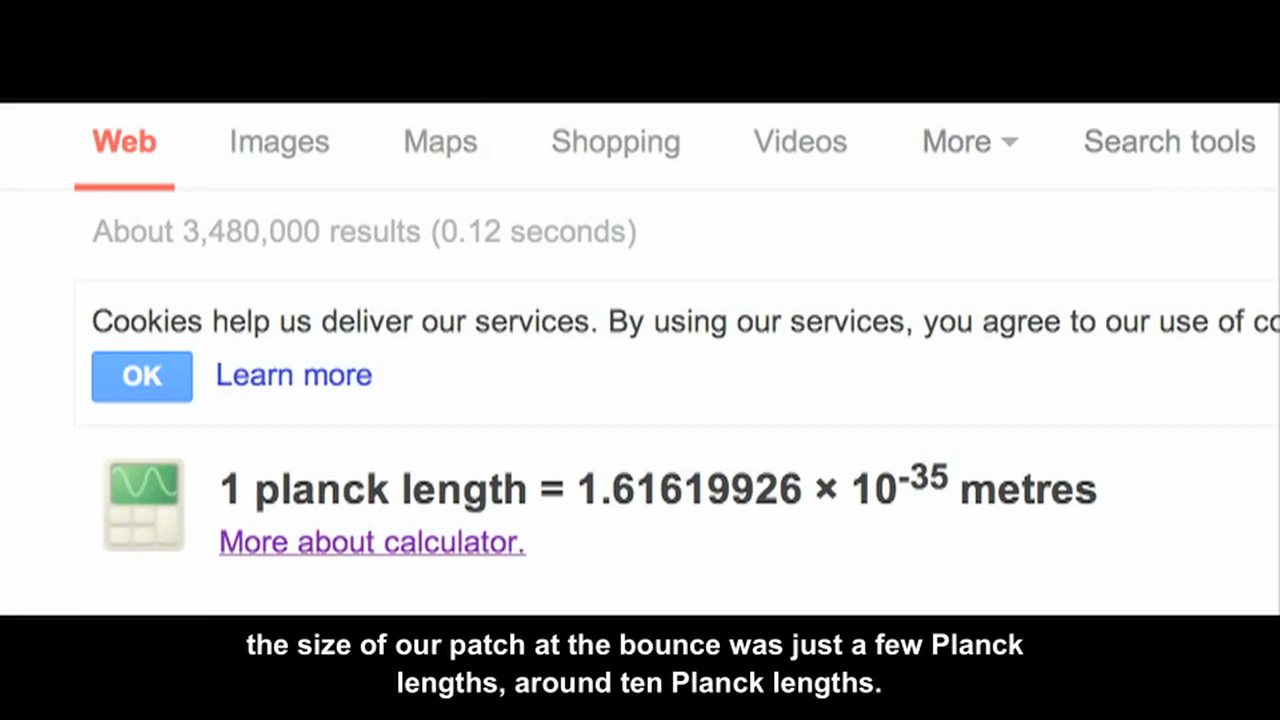 Web Images Maps Shopping Videos More Search tools
About 3,480,000 results (0.12 seconds)
Cookies help us deliver our services. By using our services, you agree to our use of
OK Learn more
1 planck length = 1.61619926 × 10⁻³⁵ metres
More about calculator.
the size of our patch at the bounce was just a few Planck
lengths, around ten Planck lengths.